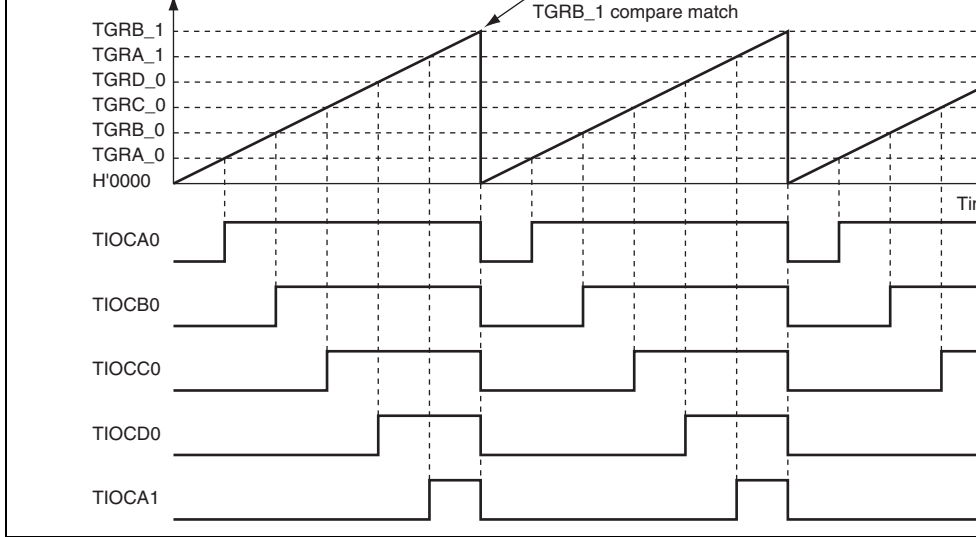 TGRB_1 compare match
TGRB_1
TGRA_1
TGRD_0
TGRC_0
TGRB_0
TGRA_0
H'0000
TIOCA0
TIOCB0
TIOCC0
TIOCD0
TIOCA1